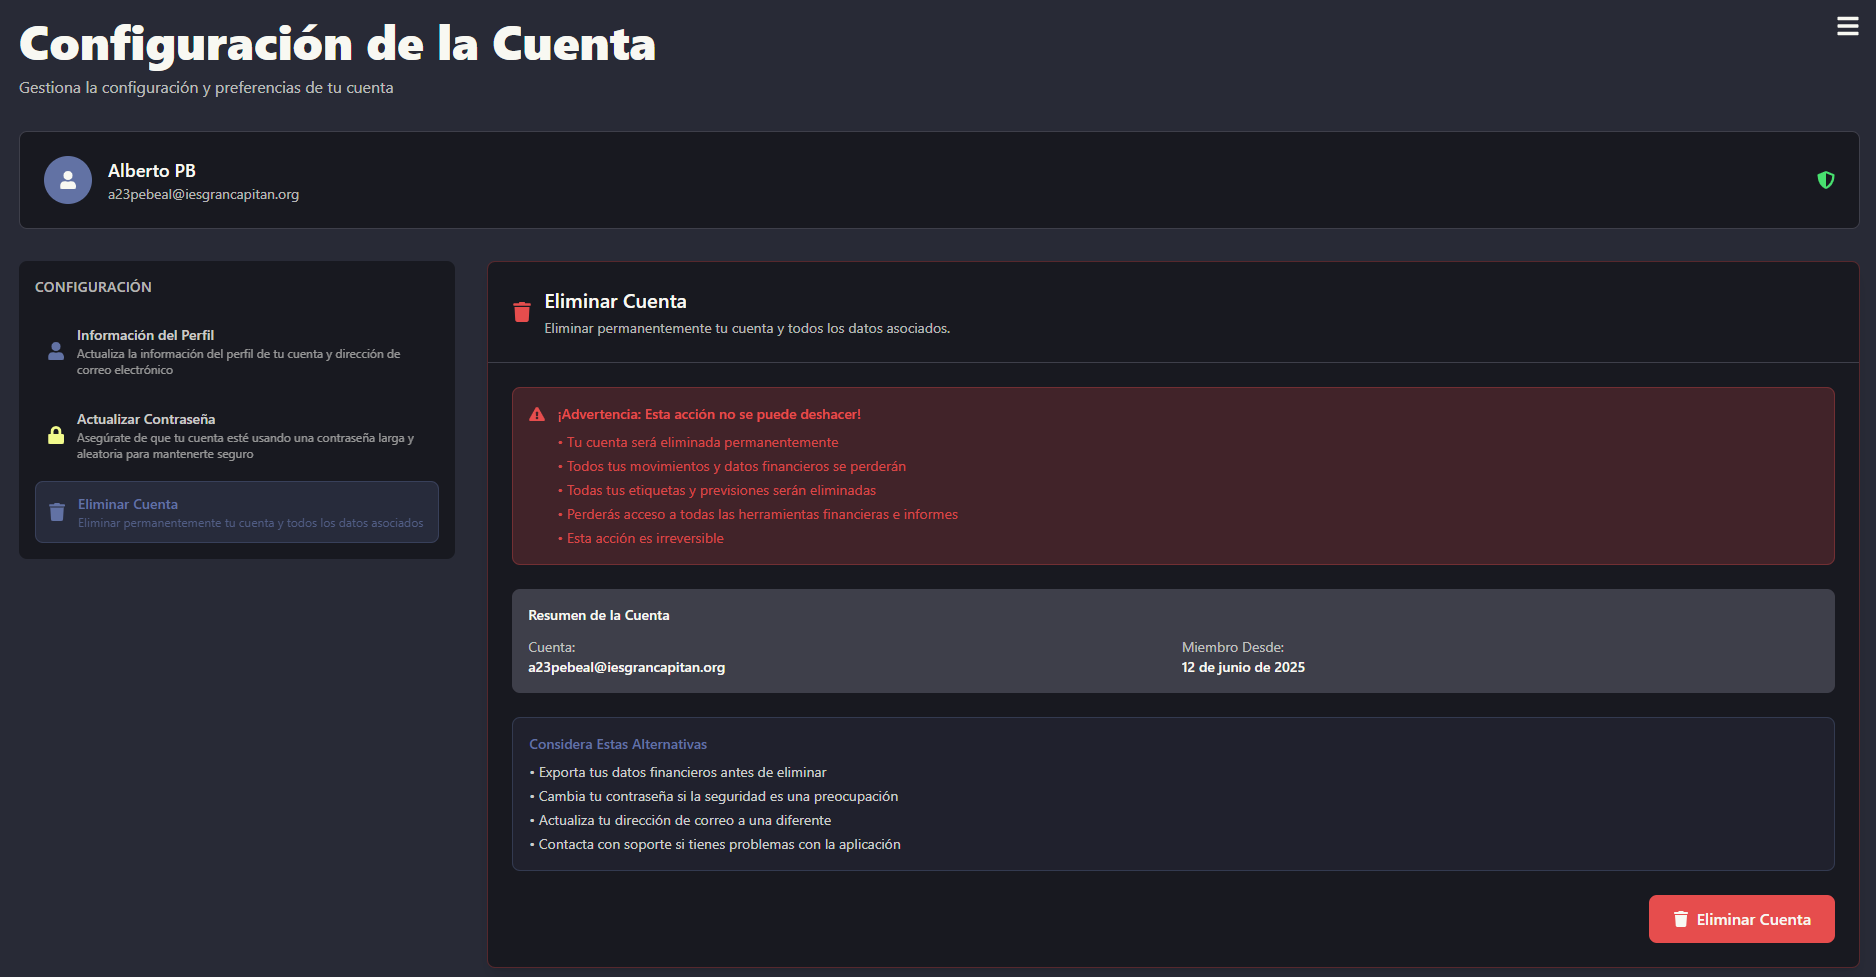 Configuración de la Cuenta
Gestiona la configuración y preferencias de tu cuenta
Alberto PB
a23pebeal@iesgrancapitan.org
CONFIGURACIÓN
Información del Perfil
Actualiza la información del perfil de tu cuenta y dirección de
correo electrónico
Actualizar Contraseña
Asegúrate de que tu cuenta esté usando una contraseña larga y
aleatoria para mantenerte seguro
Eliminar Cuenta
Eliminar permanentemente tu cuenta y todos los datos asociados
Eliminar Cuenta
Eliminar permanentemente tu cuenta y todos los datos asociados.
¡Advertencia: Esta acción no se puede deshacer!
• Tu cuenta será eliminada permanentemente
• Todos tus movimientos y datos financieros se perderán
• Todas tus etiquetas y previsiones serán eliminadas
• Perderás acceso a todas las herramientas financieras e informes
• Esta acción es irreversible
Resumen de la Cuenta
Cuenta:
a23pebeal@iesgrancapitan.org
Miembro Desde:
12 de junio de 2025
Considera Estas Alternativas
• Exporta tus datos financieros antes de eliminar
• Cambia tu contraseña si la seguridad es una preocupación
• Actualiza tu dirección de correo a una diferente
• Contacta con soporte si tienes problemas con la aplicación
Eliminar Cuenta